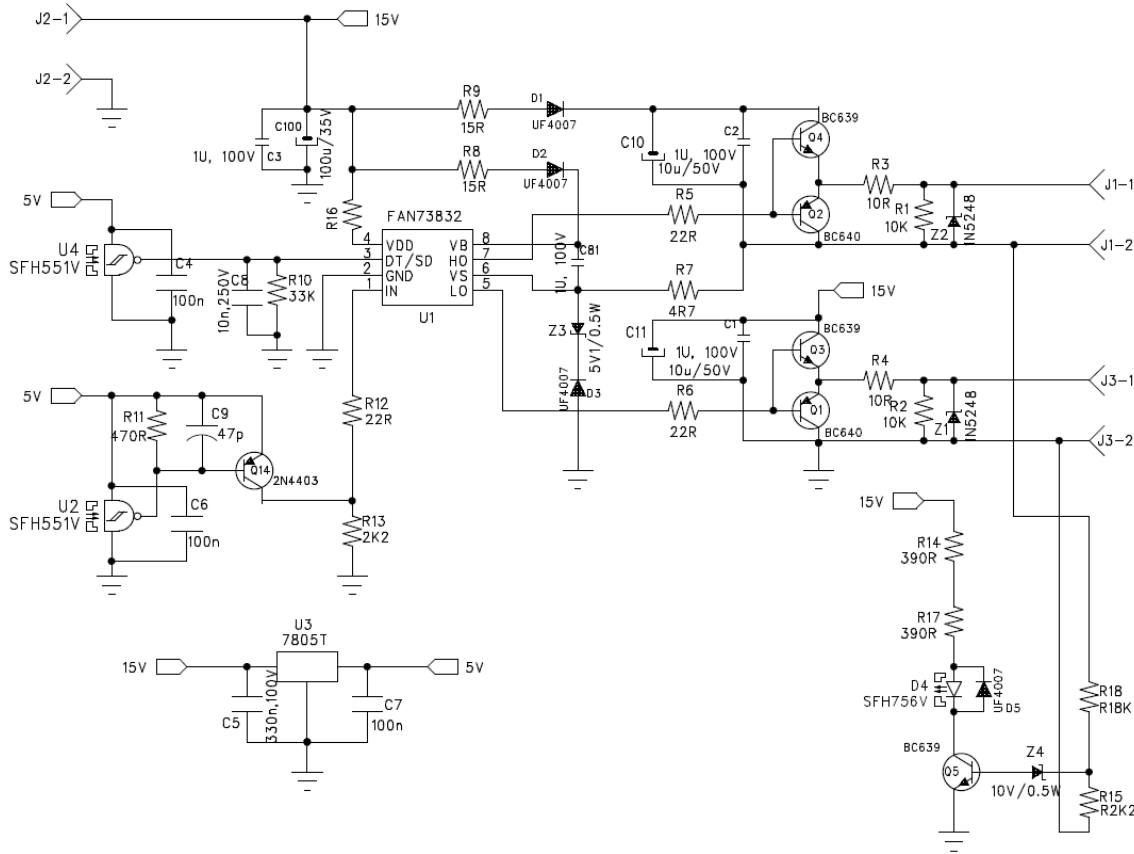 J2-1
15V
J2-2
C100
100u/35V
1U, 100V
C3
R9
15R
D1
UF4007
R8
15R
D2
UF4007
C10
1U, 100V
10u/50V
C2
BC639
Q4
R3
10R
R1
10K
Z2
IN5248
J1-1
J1-2
Q2
BC640
5V
U4
SFH551V
C4
100n
10n,250V
C8
R10
33K
R16
FAN73832
4 VDD VB 8
3 DT/SD HO 7
2 GND VS 6
1 IN LO 5
U1
1U, 100V
C81
R5
22R
R7
4R7
Z3
5V1/0.5W
UF4007
D3
15V
C11
1U, 100V
10u/50V
C1
BC639
Q3
R6
22R
Q1
BC640
R4
10R
R2
10K
Z1
IN5248
J3-1
J3-2
5V
R11
470R
C9
47p
Q14
2N4403
R12
22R
U2
SFH551V
C6
100n
R13
2K2
15V
R14
390R
R17
390R
D4
SFH756V
UF4007
D5
R18
R18K
BC639
Q5
Z4
10V/0.5W
R15
R2K2
U3
7805T
15V
5V
C5
330n,100V
C7
100n